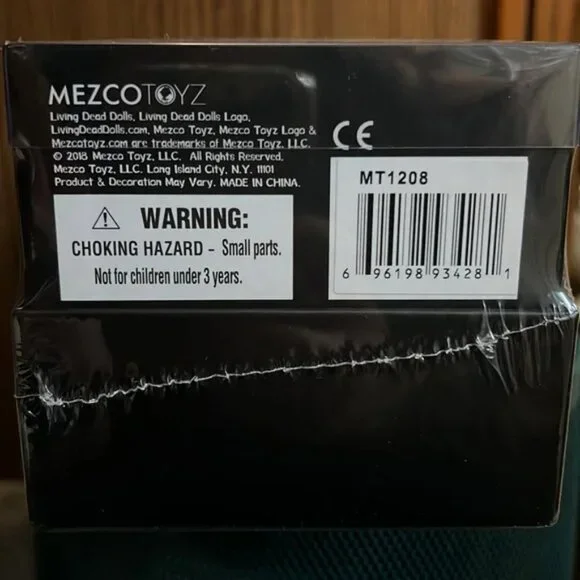 MEZCOTOYZ
Living Dead Dolls, Living Dead Dolls Logo,
LivingDeadDolls.com, Mezco Toyz, Mezco Toyz Logo &
Mezcotoyz.com are trademarks of Mezco Toyz, LLC.
© 2018 Mezco Toyz, LLC. All Rights Reserved.
Mezco Toyz, LLC. Long Island City, N.Y. 11101
Product & Decoration May Vary. MADE IN CHINA.
CE
WARNING:
CHOKING HAZARD - Small parts.
Not for children under 3 years.
MT1208
6 96198 93428 1